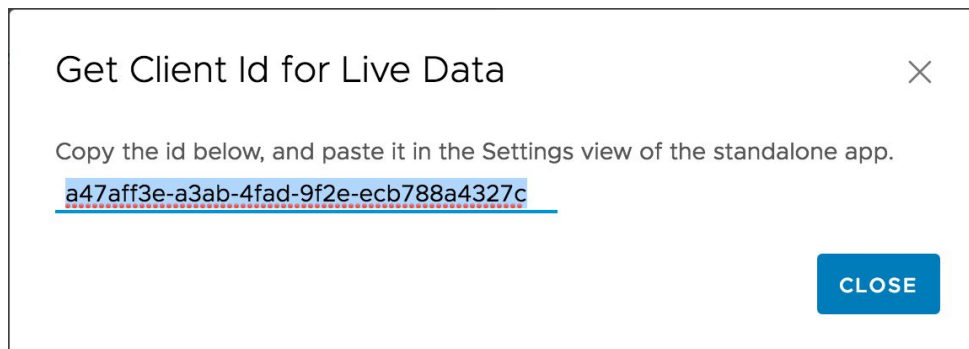 Get Client Id for Live Data
Copy the id below, and paste it in the Settings view of the standalone app.
a47aff3e-a3ab-4fad-9f2e-ecb788a4327c
CLOSE